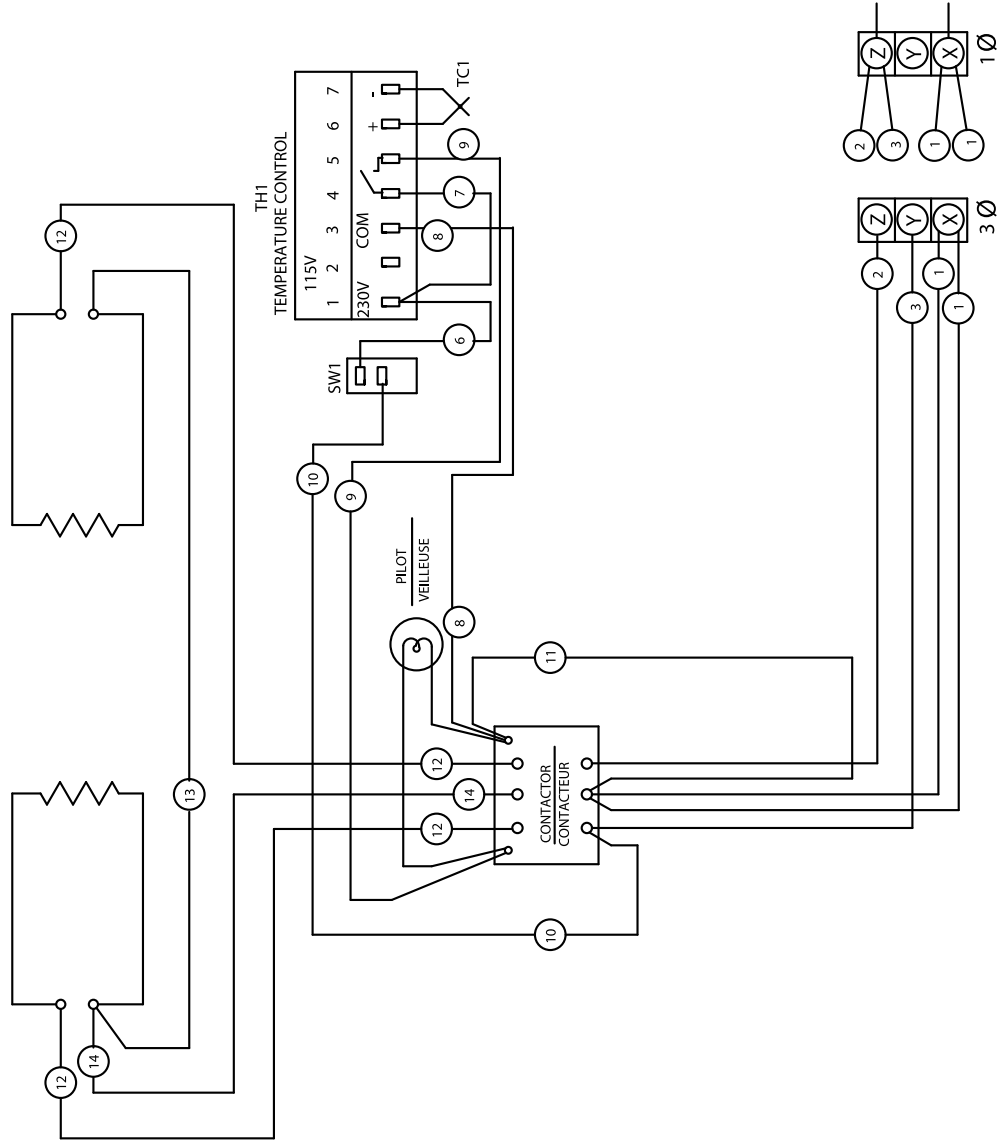 TH1
TEMPERATURE CONTROL
115V
1 2 3 4 5 6 7
230V COM + -
TC1
SW1
12
13
12
14
12
14
12
6
7
8
9
10
9
8
10
11
PILOT
VEILLEUSE
CONTACTOR
CONTACTEUR
Z Y X
1 Ø
2
3
1
1
Z Y X
3 Ø
2
3
1
1